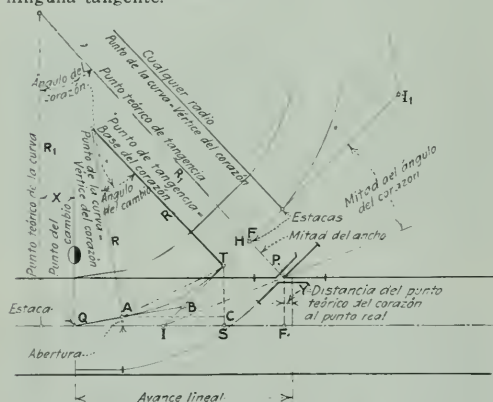 ninguna tangente.
Ángulo del
corazón
Punto teórico de la curva
R₁
X
Punto del
cambio
Punto de la curva-
Vértice del corazón
R
Ángulo
del cambio
R
Punto de tangencia-
Base del corazón
Punto teórico de tangencia
R₁
Punto de la curva-Vértice del corazón
Cualquier radio
I₁
Mitad del ángulo
del corazón
Estacas
H
F
Mitad del ancho
T
P
Y
Distancia del punto
teórico del corazón
al punto real
Estaca
Q
A
B
C
I
S
F
Abertura
Avance lineal